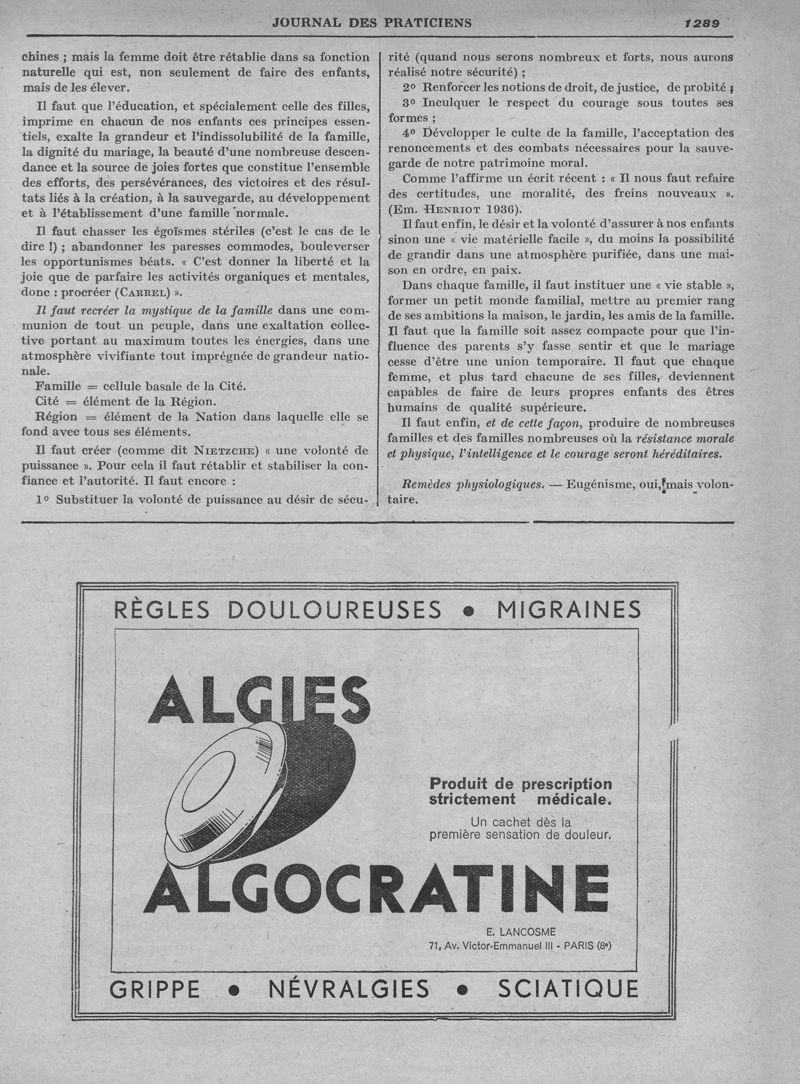 JOURNAL DES PRATICIENS 1289
chines ; mais la femme doit être rétablie dans sa fonction
naturelle qui est, non seulement de faire des enfants,
mais de les élever.
Il faut que l'éducation, et spécialement celle des filles,
imprime en chacun de nos enfants ces principes essen-
tiels, exalte la grandeur et l'indissolubilité de la famille,
la dignité du mariage, la beauté d'une nombreuse descen-
dance et la source de joies fortes que constitue l'ensemble
des efforts, des persévérances, des victoires et des résul-
tats liés à la création, à la sauvegarde, au développement
et à l'établissement d'une famille normale.
Il faut chasser les égoïsmes stériles (c'est le cas de le
dire !) ; abandonner les paresses commodes, bouleverser
les opportunismes béats. « C'est donner la liberté et la
joie que de parfaire les activités organiques et mentales,
donc : procréer (CARREL) ».
Il faut recréer la mystique de la famille dans une com-
munion de tout un peuple, dans une exaltation collec-
tive portant au maximum toutes les énergies, dans une
atmosphère vivifiante tout imprégnée de grandeur natio-
nale.
Famille = cellule basale de la Cité.
Cité = élément de la Région.
Région = élément de la Nation dans laquelle elle se
fond avec tous ses éléments.
Il faut créer (comme dit NIETZCHE) « une volonté de
puissance ». Pour cela il faut rétablir et stabiliser la con-
fiance et l'autorité. Il faut encore :
1º Substituer la volonté de puissance au désir de sécu-
rité (quand nous serons nombreux et forts, nous aurons
réalisé notre sécurité) ;
2º Renforcer les notions de droit, de justice, de probité ;
3º Inculquer le respect du courage sous toutes ses
formes ;
4º Développer le culte de la famille, l'acceptation des
renoncements et des combats nécessaires pour la sauve-
garde de notre patrimoine moral.
Comme l'affirme un écrit récent : « Il nous faut refaire
des certitudes, une moralité, des freins nouveaux ».
(Em. HENRIOT 1936).
Il faut enfin, le désir et la volonté d'assurer à nos enfants
sinon une « vie matérielle facile », du moins la possibilité
de grandir dans une atmosphère purifiée, dans une mai-
son en ordre, en paix.
Dans chaque famille, il faut instituer une « vie stable »,
former un petit monde familial, mettre au premier rang
de ses ambitions la maison, le jardin, les amis de la famille.
Il faut que la famille soit assez compacte pour que l'in-
fluence des parents s'y fasse sentir et que le mariage
cesse d'être une union temporaire. Il faut que chaque
femme, et plus tard chacune de ses filles, deviennent
capables de faire de leurs propres enfants des êtres
humains de qualité supérieure.
Il faut enfin, et de cette façon, produire de nombreuses
familles et des familles nombreuses où la résistance morale
et physique, l'intelligence et le courage seront héréditaires.
Remèdes physiologiques. — Eugénisme, oui, mais volon-
taire.
RÈGLES DOULOUREUSES • MIGRAINES
ALGIES
Produit de prescription
strictement médicale.
Un cachet dès la
première sensation de douleur.
ALGOCRATINE
E. LANCOSME
71, Av. Victor-Emmanuel III - PARIS (8e)
GRIPPE • NÉVRALGIES • SCIATIQUE